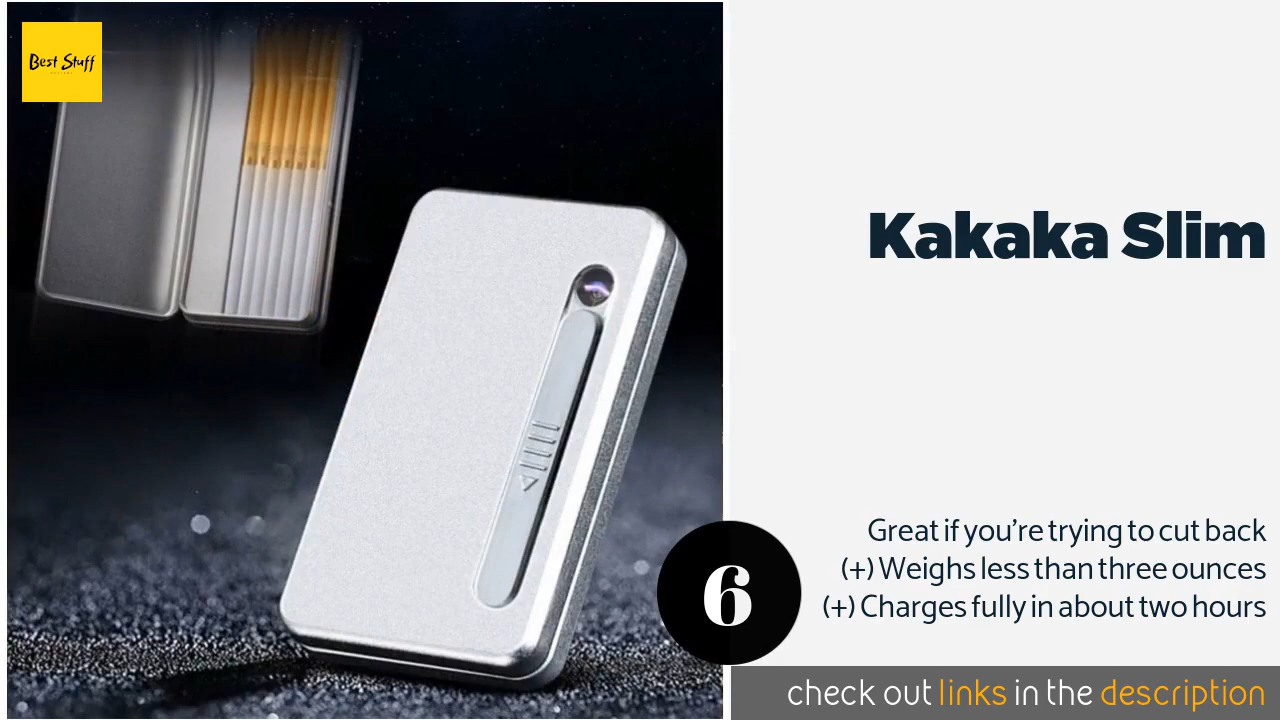 Best Stuff
Kakaka Slim
Great if you're trying to cut back
(+) Weighs less than three ounces
(+) Charges fully in about two hours
6
check out links in the description